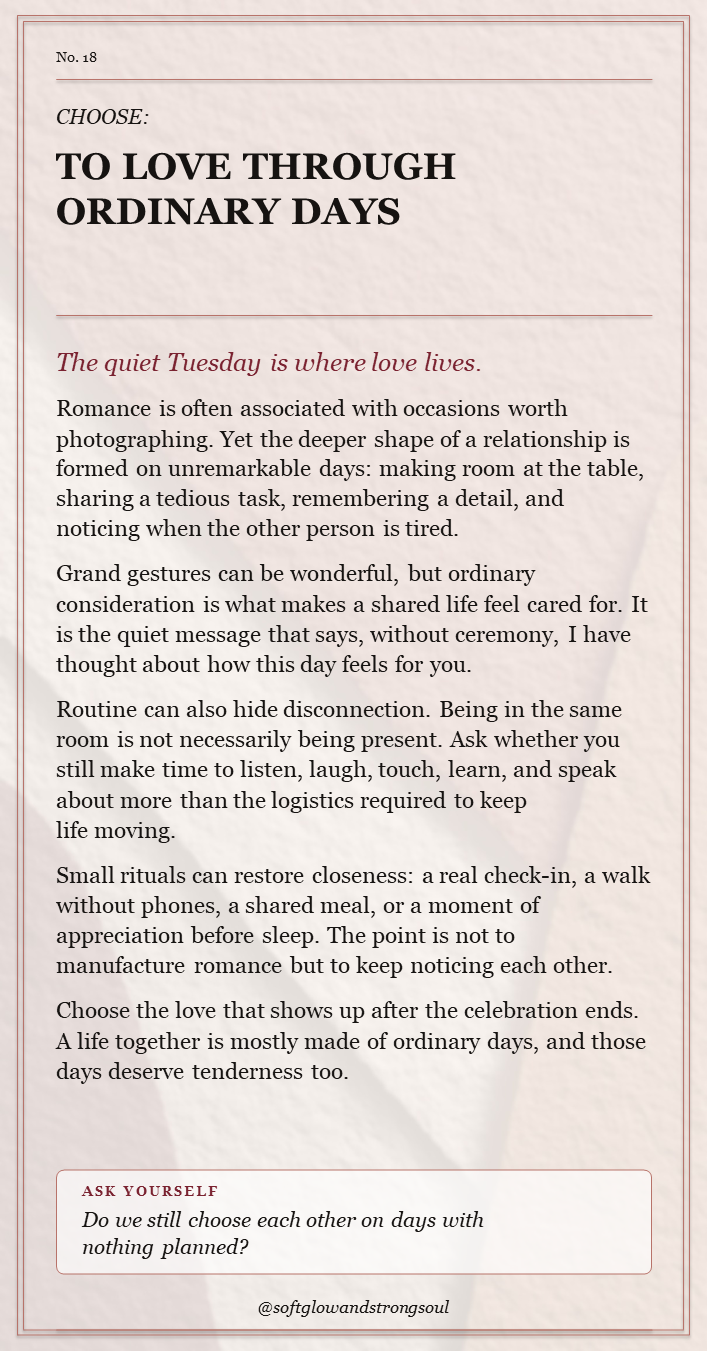 No. 18
CHOOSE:
TO LOVE THROUGH
ORDINARY DAYS
The quiet Tuesday is where love lives.
Romance is often associated with occasions worth
photographing. Yet the deeper shape of a relationship is
formed on unremarkable days: making room at the table,
sharing a tedious task, remembering a detail, and
noticing when the other person is tired.
Grand gestures can be wonderful, but ordinary
consideration is what makes a shared life feel cared for. It
is the quiet message that says, without ceremony, I have
thought about how this day feels for you.
Routine can also hide disconnection. Being in the same
room is not necessarily being present. Ask whether you
still make time to listen, laugh, touch, learn, and speak
about more than the logistics required to keep
life moving.
Small rituals can restore closeness: a real check-in, a walk
without phones, a shared meal, or a moment of
appreciation before sleep. The point is not to
manufacture romance but to keep noticing each other.
Choose the love that shows up after the celebration ends.
A life together is mostly made of ordinary days, and those
days deserve tenderness too.
ASK YOURSELF
Do we still choose each other on days with
nothing planned?
@softglowandstrongsoul